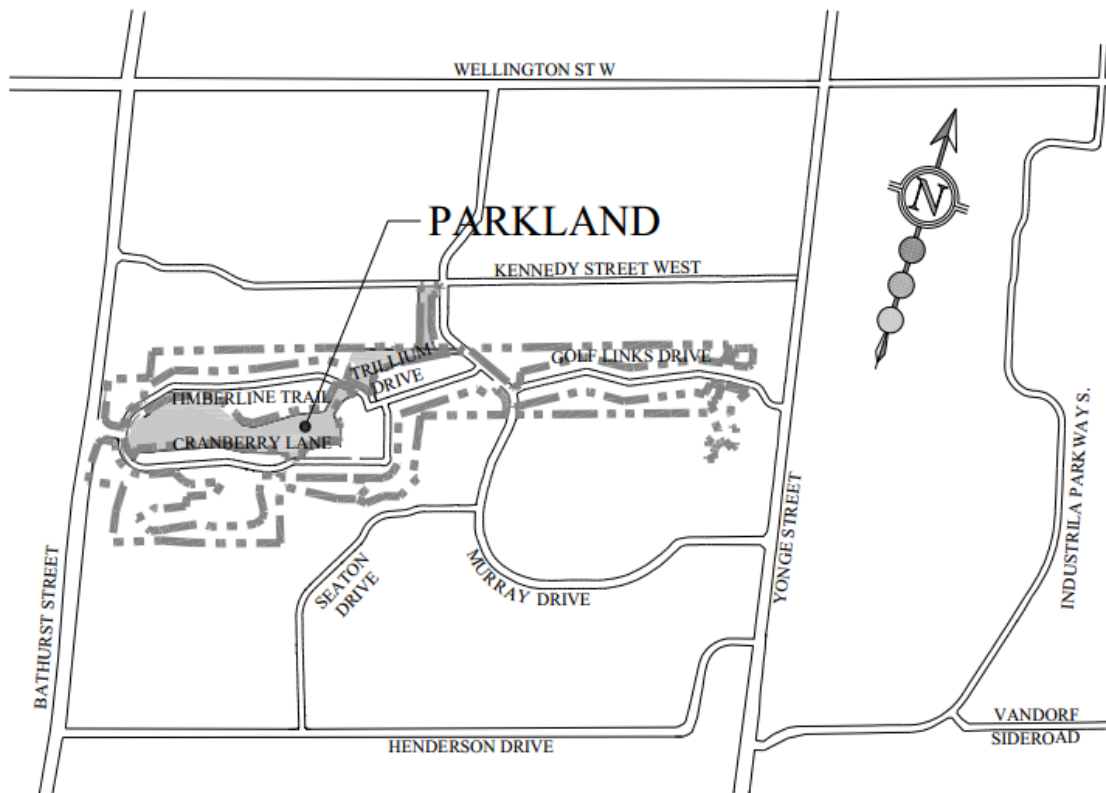 WELLINGTON ST W
N
PARKLAND
KENNEDY STREET WEST
TRILLIUM
DRIVE
GOLF LINKS DRIVE
TIMBERLINE TRAIL
CRANBERRY LANE
BATHURST STREET
SEATON
DRIVE
MURRAY DRIVE
YONGE STREET
INDUSTRILA PARKWAY S.
HENDERSON DRIVE
VANDORF
SIDEROAD